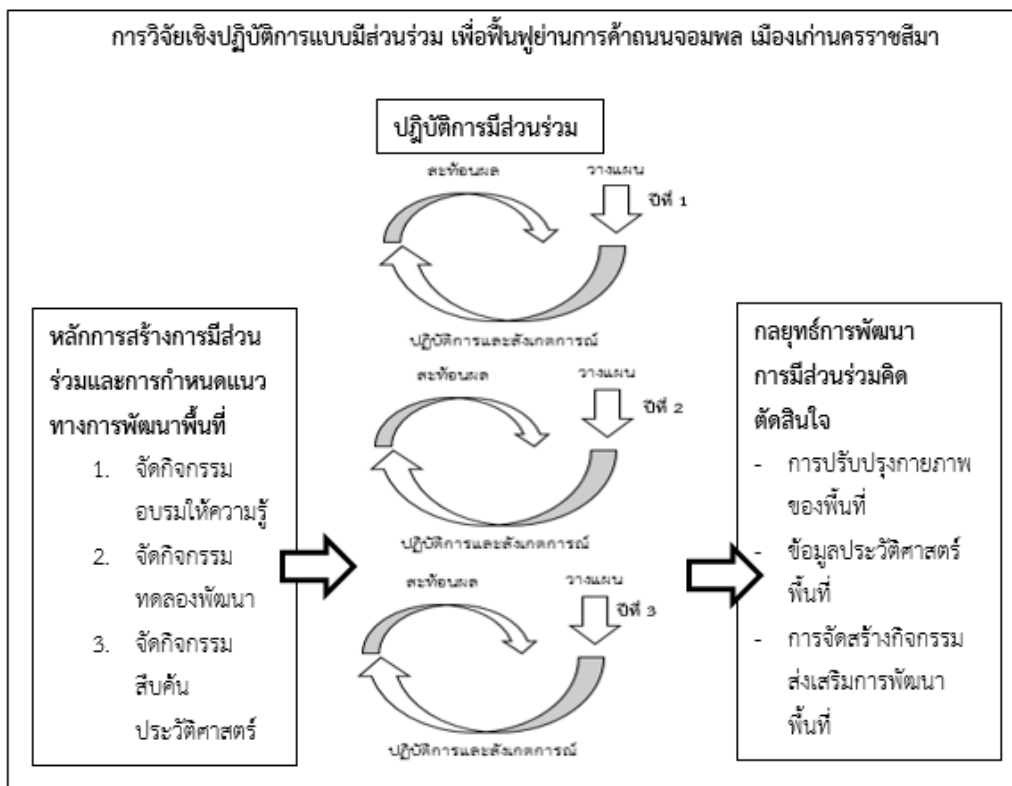 การวิจัยเชิงปฏิบัติการแบบมีส่วนร่วม เพื่อฟื้นฟูย่านการค้าถนนจอมพล เมืองเก่านครราชสีมา
ปฎิบัติการมีส่วนร่วม
สะท้อนผล
วางแผน
ปีที่ 1
ปฏิบัติการและสังเกตการณ์
สะท้อนผล
วางแผน
ปีที่ 2
ปฏิบัติการและสังเกตการณ์
สะท้อนผล
วางแผน
ปีที่ 3
ปฏิบัติการและสังเกตการณ์
หลักการสร้างการมีส่วน
ร่วมและการกำหนดแนว
ทางการพัฒนาพื้นที่
1. จัดกิจกรรม
อบรมให้ความรู้
2. จัดกิจกรรม
ทดลองพัฒนา
3. จัดกิจกรรม
สืบค้น
ประวัติศาสตร์
กลยุทธ์การพัฒนา
การมีส่วนร่วมคิด
ตัดสินใจ
- การปรับปรุงกายภาพ
ของพื้นที่
- ข้อมูลประวัติศาสตร์
พื้นที่
- การจัดสร้างกิจกรรม
ส่งเสริมการพัฒนา
พื้นที่